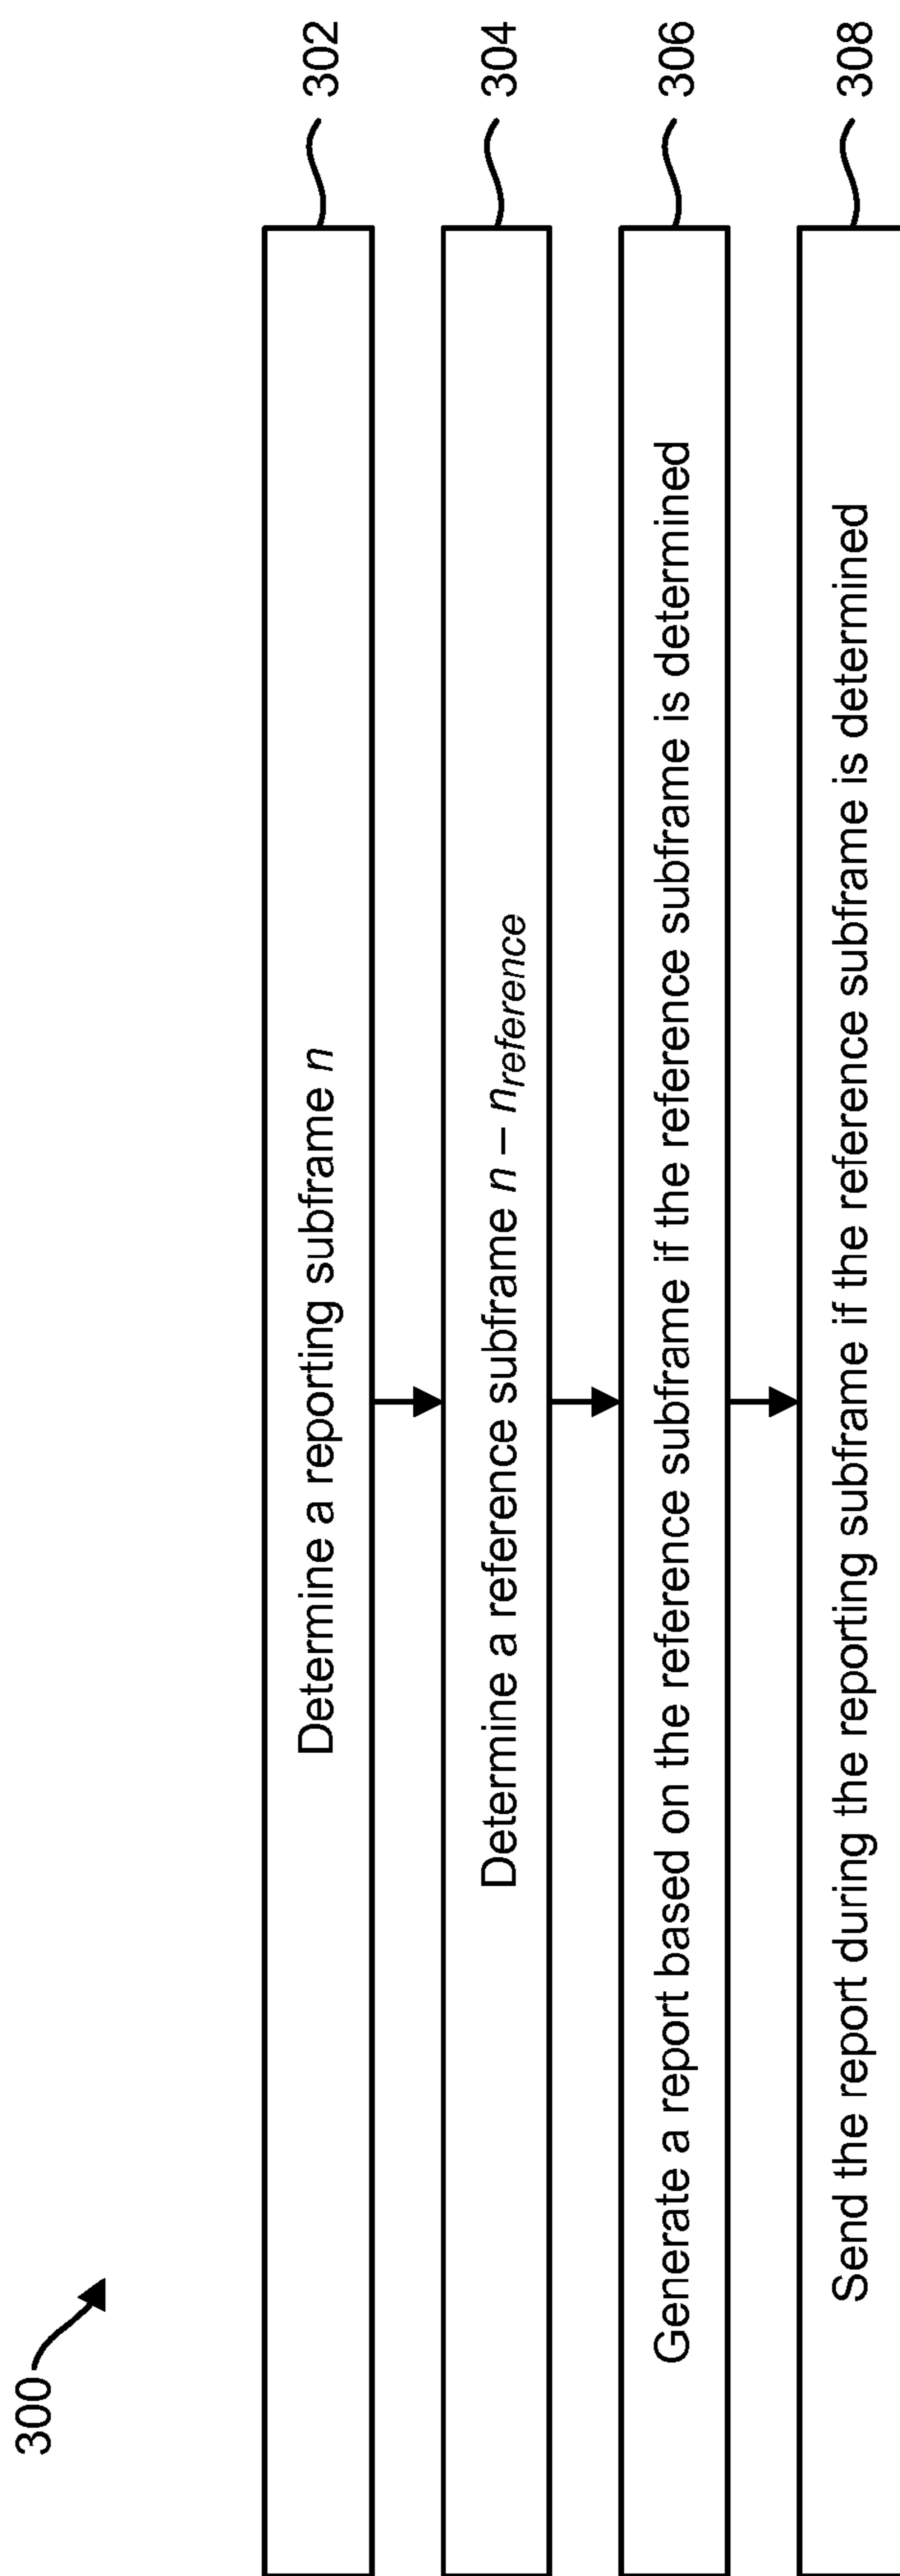 300
Determine a reporting subframe n
302
Determine a reference subframe n – nreference
304
Generate a report based on the reference subframe if the reference subframe is determined
306
Send the report during the reporting subframe if the reference subframe is determined
308